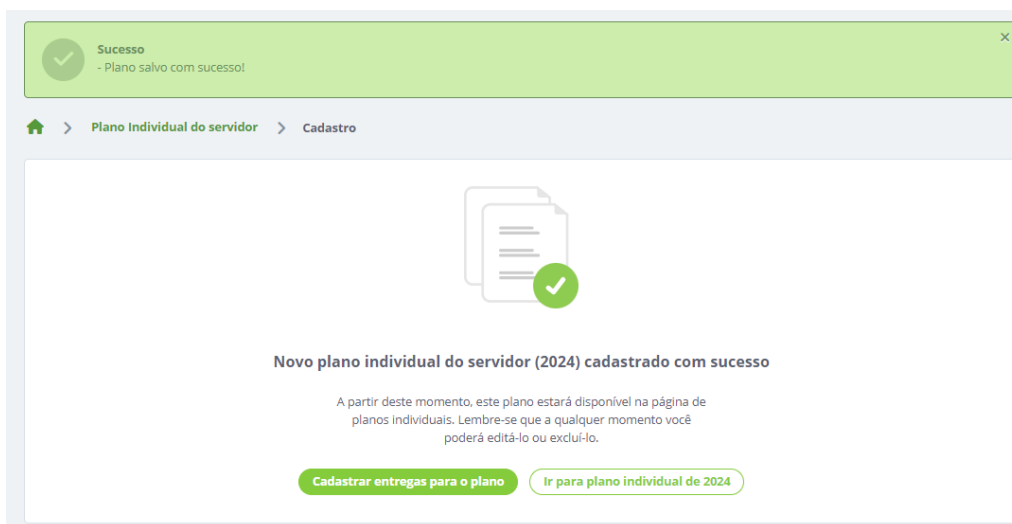 Sucesso
- Plano salvo com sucesso!
Plano Individual do servidor > Cadastro
Novo plano individual do servidor (2024) cadastrado com sucesso
A partir deste momento, este plano estará disponível na página de
planos individuais. Lembre-se que a qualquer momento você
poderá editá-lo ou excluí-lo.
Cadastrar entregas para o plano Ir para plano individual de 2024